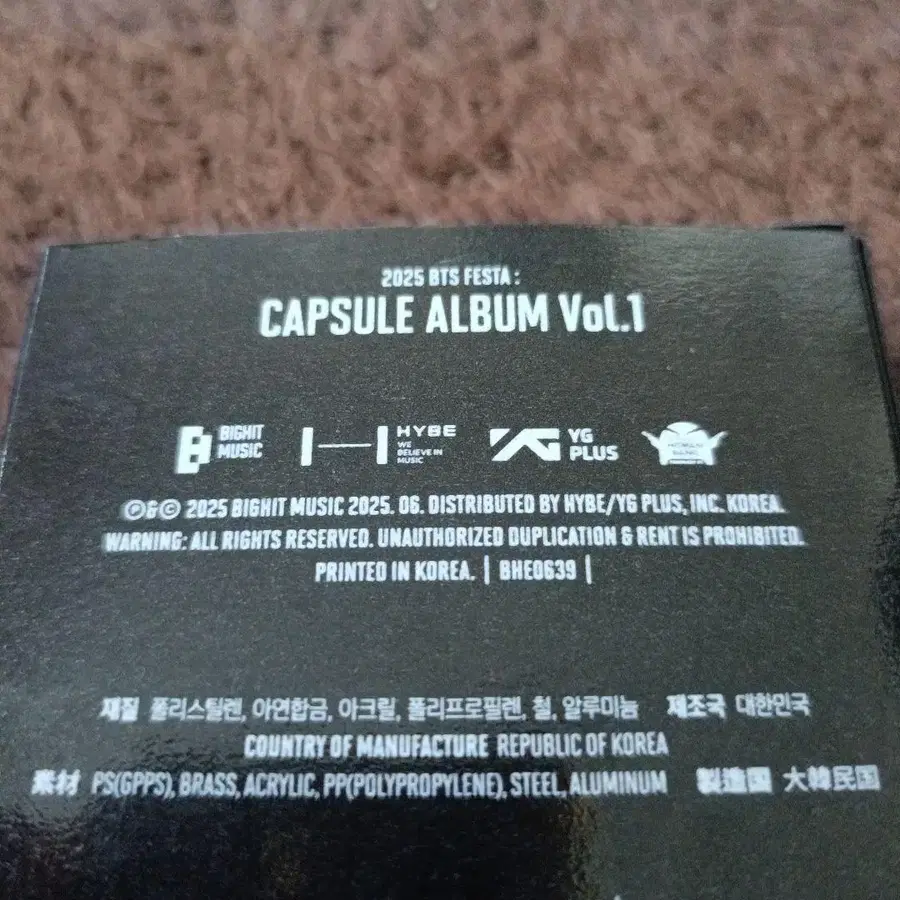 2025 BTS FESTA :
CAPSULE ALBUM Vol.1
BIGHIT MUSIC HYBE WE BELIEVE IN MUSIC YG PLUS
Ⓟ&Ⓒ 2025 BIGHIT MUSIC 2025. 06. DISTRIBUTED BY HYBE/YG PLUS, INC. KOREA.
WARNING: ALL RIGHTS RESERVED. UNAUTHORIZED DUPLICATION & RENT IS PROHIBITED.
PRINTED IN KOREA. | BHE0639 |
재질 폴리스틸렌, 아연합금, 아크릴, 폴리프로필렌, 철, 알루미늄 제조국 대한민국
COUNTRY OF MANUFACTURE REPUBLIC OF KOREA
素材 PS(GPPS), BRASS, ACRYLIC, PP(POLYPROPYLENE), STEEL, ALUMINUM 製造国 大韓民国